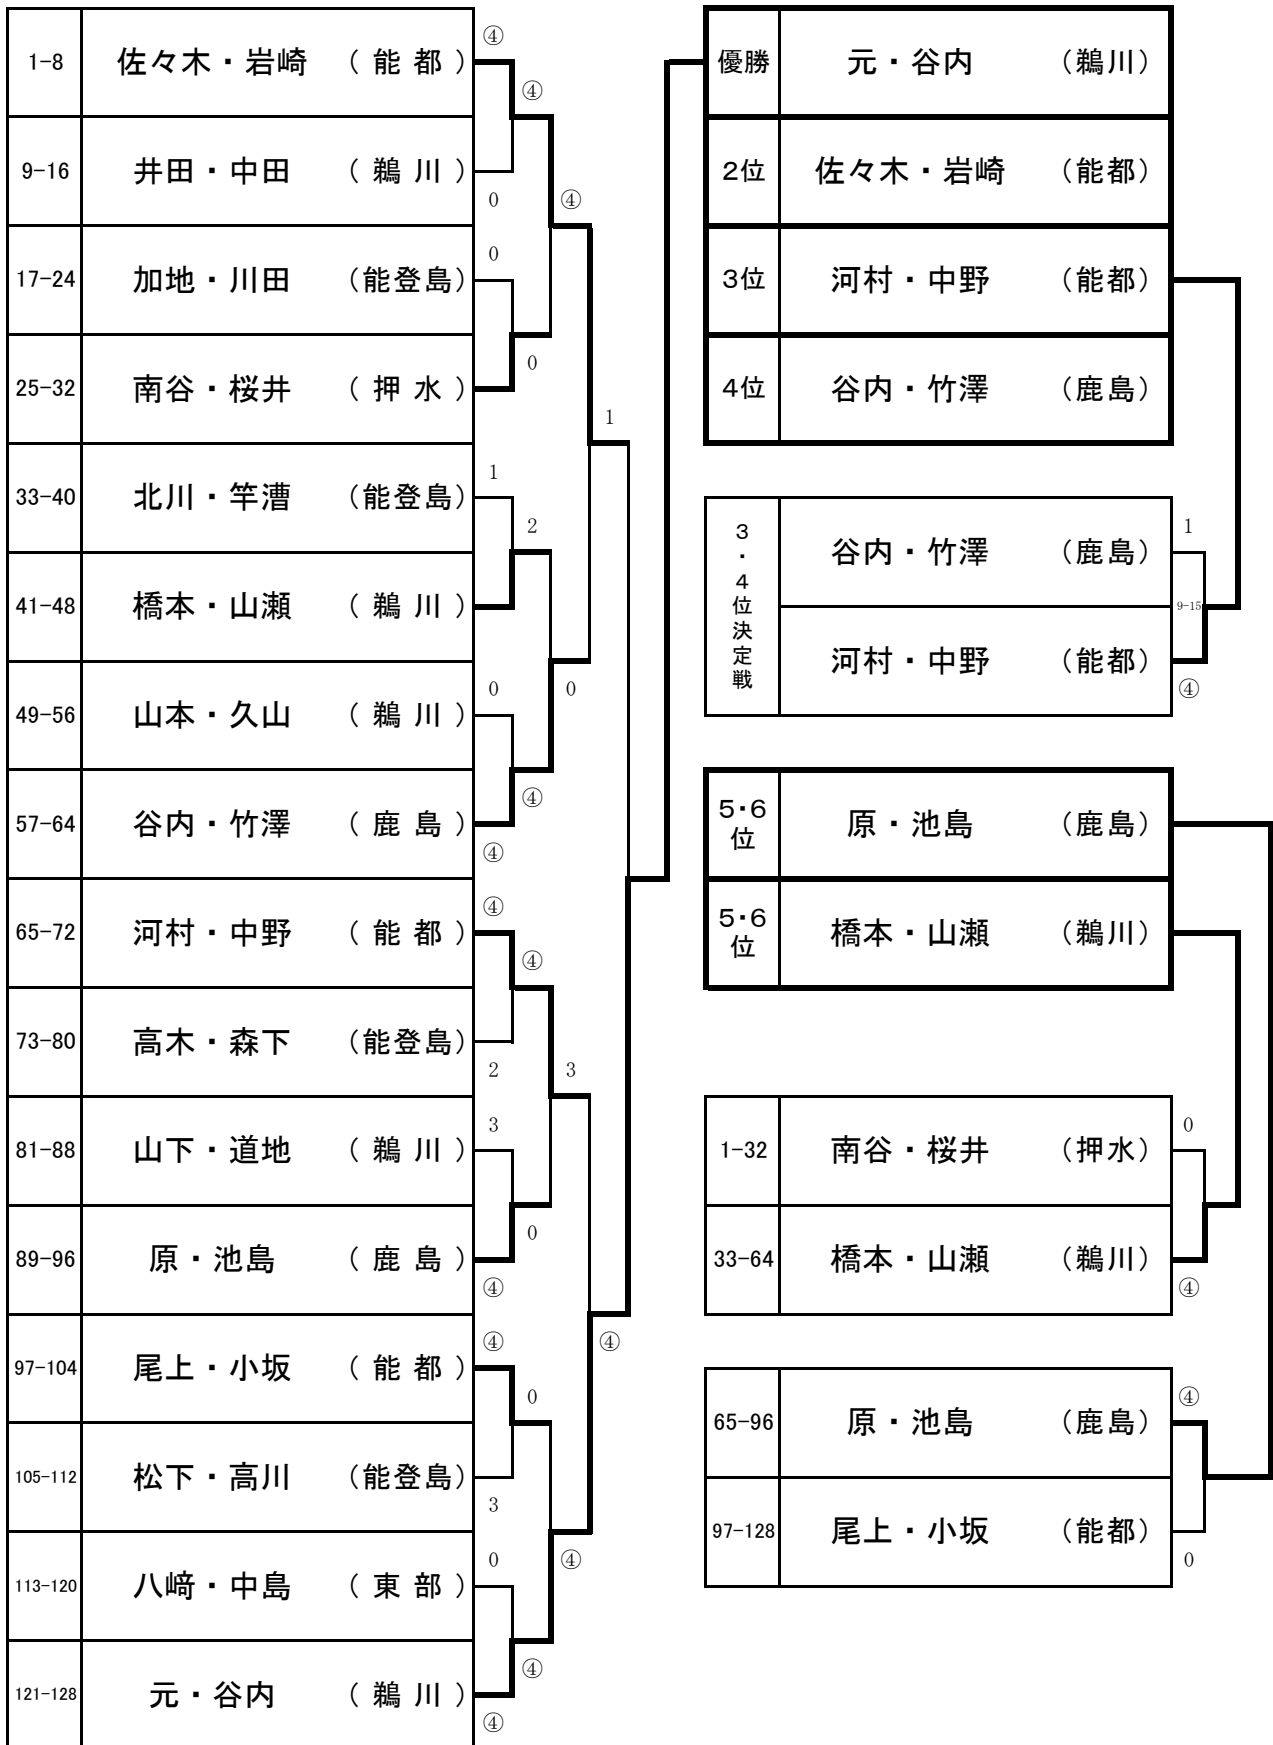 1-8 佐々木・岩崎 （ 能 都 ）
④
④
9-16 井田・中田 （ 鵜 川 ）
0
④
17-24 加地・川田 （能登島）
0
25-32 南谷・桜井 （ 押 水 ）
0
1
33-40 北川・竿漕 （能登島）
1
2
41-48 橋本・山瀬 （ 鵜 川 ）
49-56 山本・久山 （ 鵜 川 ）
0
0
57-64 谷内・竹澤 （ 鹿 島 ）
④
④
65-72 河村・中野 （ 能 都 ）
④
④
73-80 高木・森下 （能登島）
2
3
81-88 山下・道地 （ 鵜 川 ）
3
89-96 原・池島 （ 鹿 島 ）
0
④
97-104 尾上・小坂 （ 能 都 ）
④
④
0
105-112 松下・高川 （能登島）
3
113-120 八崎・中島 （ 東 部 ）
0
④
121-128 元・谷内 （ 鵜 川 ）
④
④
優勝 元・谷内 （鵜川）
2位 佐々木・岩崎 （能都）
3位 河村・中野 （能都）
4位 谷内・竹澤 （鹿島）
3・4位決定戦
谷内・竹澤 （鹿島）
1
9-15
河村・中野 （能都）
④
5・6位 原・池島 （鹿島）
5・6位 橋本・山瀬 （鵜川）
1-32 南谷・桜井 （押水）
0
33-64 橋本・山瀬 （鵜川）
④
65-96 原・池島 （鹿島）
④
97-128 尾上・小坂 （能都）
0